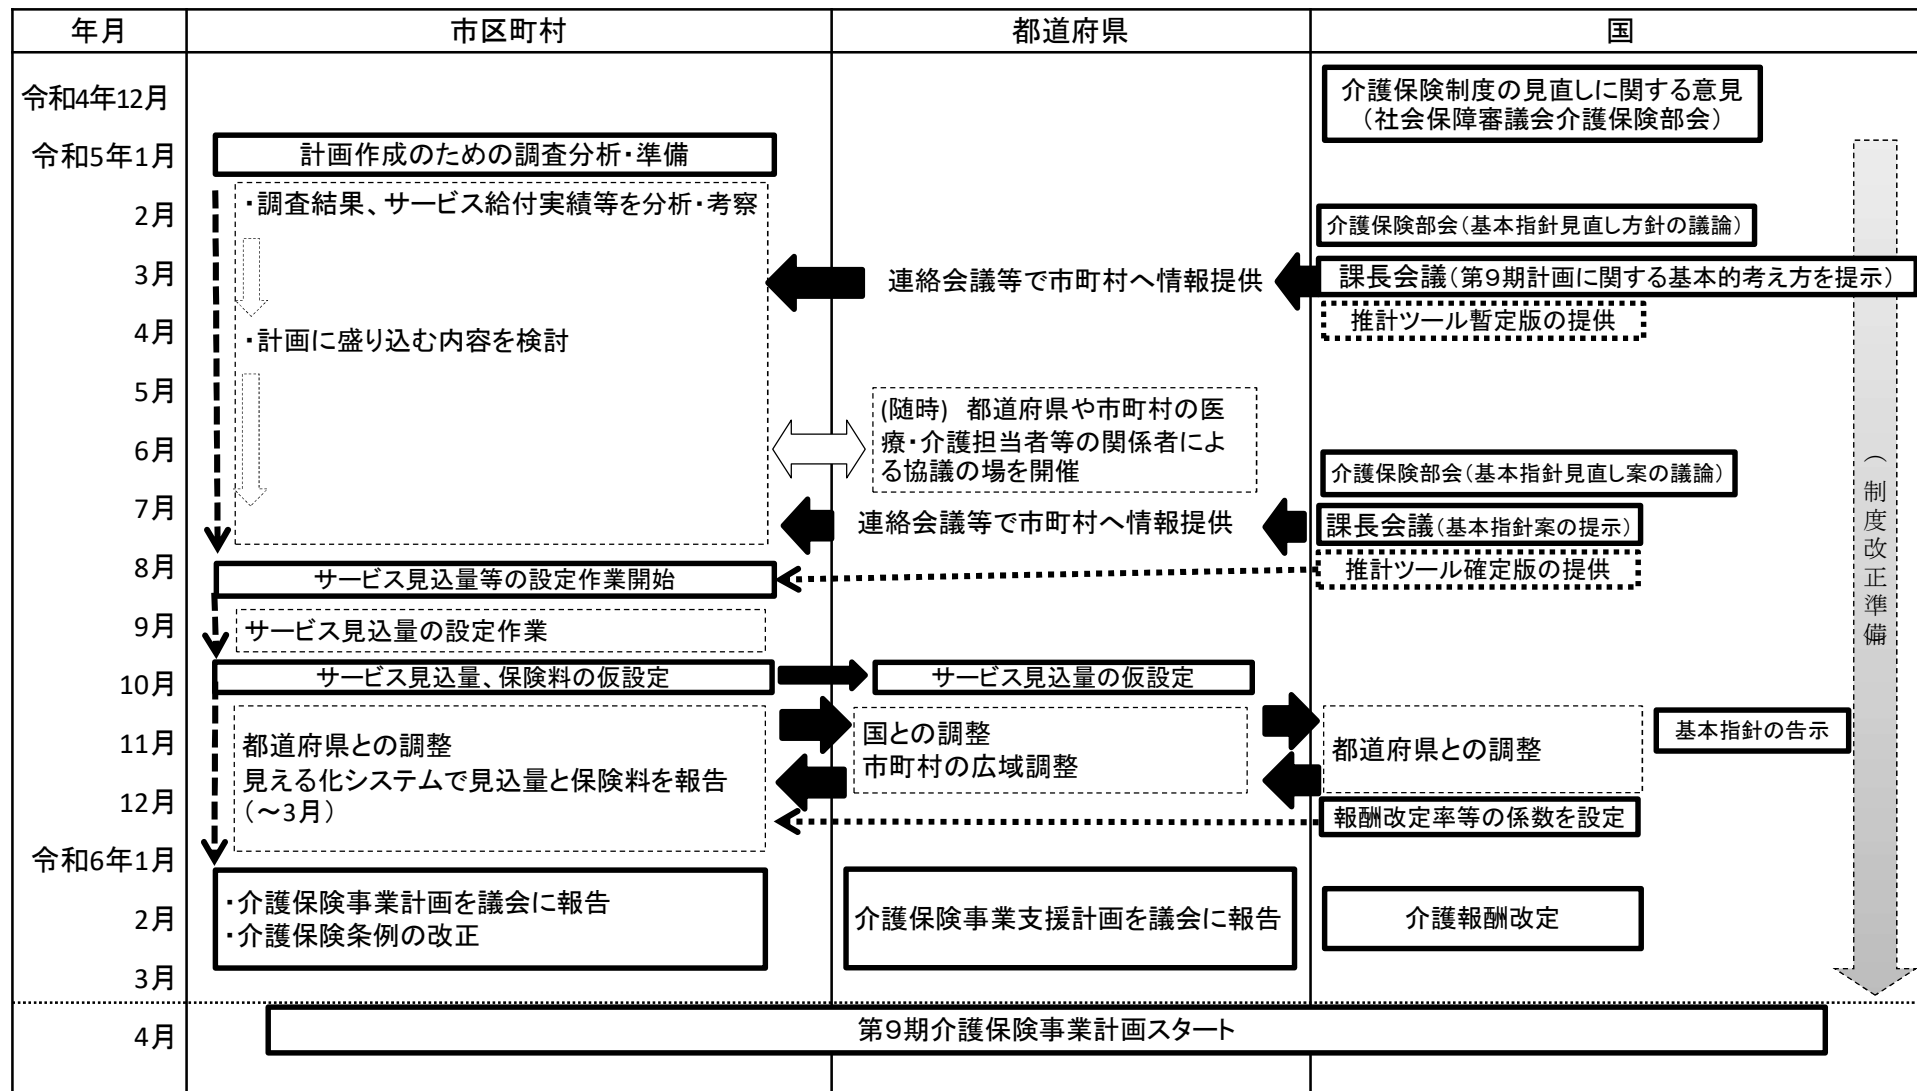 年月
市区町村
都道府県
国
令和4年12月
介護保険制度の見直しに関する意見
（社会保障審議会介護保険部会）
令和5年1月
計画作成のための調査分析・準備
・調査結果、サービス給付実績等を分析・考察
2月
介護保険部会（基本指針見直し方針の議論）
3月
連絡会議等で市町村へ情報提供
課長会議（第９期計画に関する基本的考え方を提示）
推計ツール暫定版の提供
4月
・計画に盛り込む内容を検討
5月
(随時)　都道府県や市町村の医
療・介護担当者等の関係者によ
る協議の場を開催
6月
介護保険部会（基本指針見直し案の議論）
7月
連絡会議等で市町村へ情報提供
課長会議（基本指針案の提示）
8月
サービス見込量等の設定作業開始
推計ツール確定版の提供
9月
サービス見込量の設定作業
10月
サービス見込量、保険料の仮設定
サービス見込量の仮設定
11月
都道府県との調整
見える化システムで見込量と保険料を報告
（～3月）
国との調整
市町村の広域調整
都道府県との調整
基本指針の告示
12月
報酬改定率等の係数を設定
令和6年1月
・介護保険事業計画を議会に報告
・介護保険条例の改正
2月
介護保険事業支援計画を議会に報告
介護報酬改定
3月
（制度改正準備
4月
第９期介護保険事業計画スタート